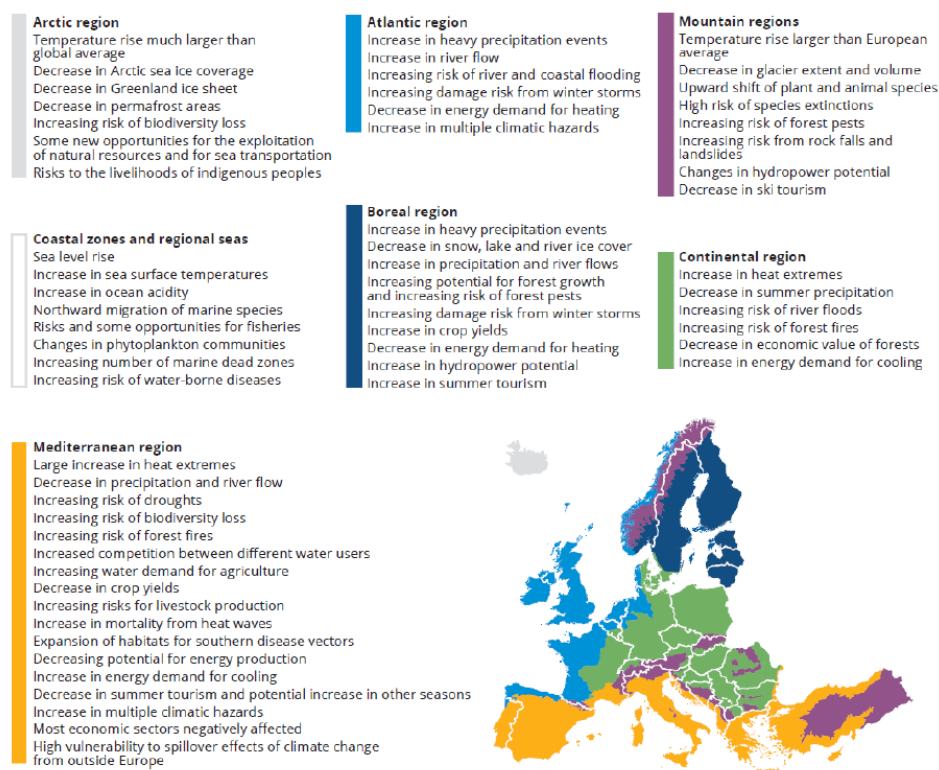 Arctic region
Temperature rise much larger than
global average
Decrease in Arctic sea ice coverage
Decrease in Greenland ice sheet
Decrease in permafrost areas
Increasing risk of biodiversity loss
Some new opportunities for the exploitation
of natural resources and for sea transportation
Risks to the livelihoods of indigenous peoples
Atlantic region
Increase in heavy precipitation events
Increase in river flow
Increasing risk of river and coastal flooding
Increasing damage risk from winter storms
Decrease in energy demand for heating
Increase in multiple climatic hazards
Mountain regions
Temperature rise larger than European
average
Decrease in glacier extent and volume
Upward shift of plant and animal species
High risk of species extinctions
Increasing risk of forest pests
Increasing risk from rock falls and
landslides
Changes in hydropower potential
Decrease in ski tourism
Coastal zones and regional seas
Sea level rise
Increase in sea surface temperatures
Increase in ocean acidity
Northward migration of marine species
Risks and some opportunities for fisheries
Changes in phytoplankton communities
Increasing number of marine dead zones
Increasing risk of water-borne diseases
Boreal region
Increase in heavy precipitation events
Decrease in snow, lake and river ice cover
Increase in precipitation and river flows
Increasing potential for forest growth
and increasing risk of forest pests
Increasing damage risk from winter storms
Increase in crop yields
Decrease in energy demand for heating
Increase in hydropower potential
Increase in summer tourism
Continental region
Increase in heat extremes
Decrease in summer precipitation
Increasing risk of river floods
Increasing risk of forest fires
Decrease in economic value of forests
Increase in energy demand for cooling
Mediterranean region
Large increase in heat extremes
Decrease in precipitation and river flow
Increasing risk of droughts
Increasing risk of biodiversity loss
Increasing risk of forest fires
Increased competition between different water users
Increasing water demand for agriculture
Decrease in crop yields
Increasing risks for livestock production
Increase in mortality from heat waves
Expansion of habitats for southern disease vectors
Decreasing potential for energy production
Increase in energy demand for cooling
Decrease in summer tourism and potential increase in other seasons
Increase in multiple climatic hazards
Most economic sectors negatively affected
High vulnerability to spillover effects of climate change
from outside Europe